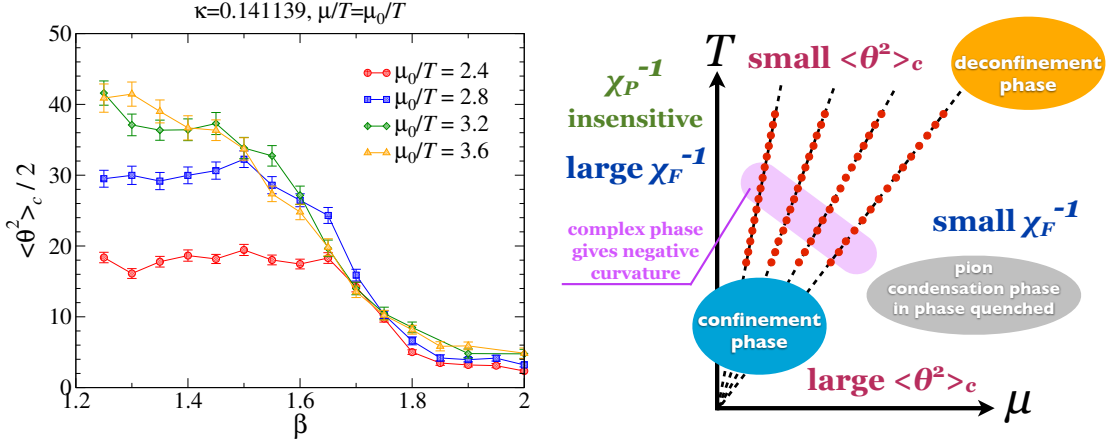 κ=0.141139, μ/T=μ₀/T
<θ²>c / 2
50
40
30
20
10
0
μ₀/T = 2.4
μ₀/T = 2.8
μ₀/T = 3.2
μ₀/T = 3.6
1.2
1.4
1.6
1.8
2
β
T
small <θ²>c
deconfinement
phase
χP⁻¹
insensitive
large χF⁻¹
complex phase
gives negative
curvature
small χF⁻¹
pion
condensation phase
in phase quenched
confinement
phase
large <θ²>c
μ